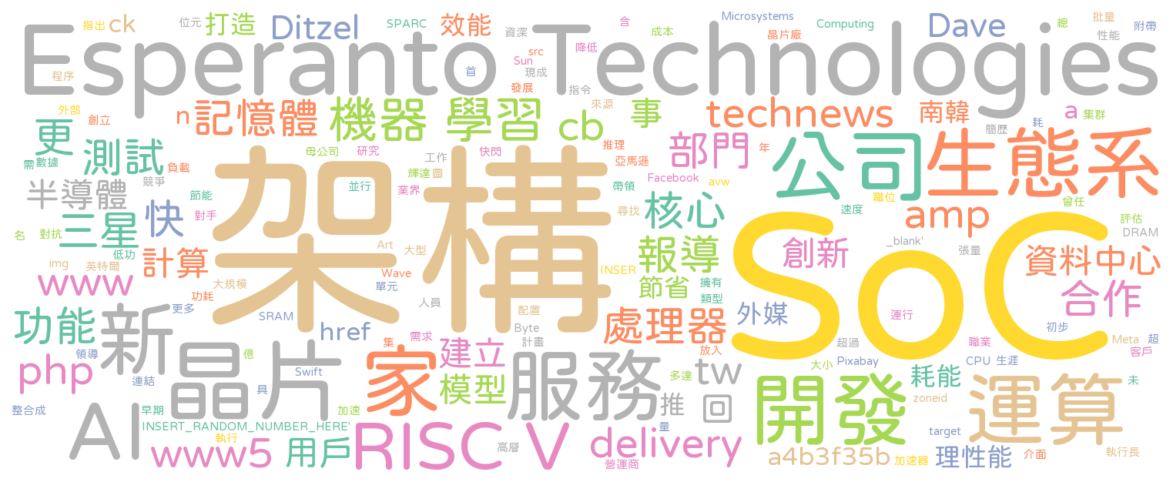 指出 ck 位元 打造 Ditzel SPARC 效能 資深 含 成本 Microsystems 晶片廠 Computing Dave 總 批量 性能 附帶
Esperanto Technologies
程序 Sun src 現成 降低 首 發展 指令
外部 創立 n 記憶體 機器 學習 cb 來源 事 technews 南韓 簡歷 耗 a 集群
更 需 數據 測試 負載 母公司 研究 工作 快閃 推理 亞馬遜 部門 年 公司 生態系
半導體 競爭 節能 並行 輝達 圖 業界 帶領 Facebook avw 尋找 核心 速度 職位 amp 曾任 評估 DRAM
名 對抗 三星 低功 快 對手 架構 報導 創新 _blank' 張量 資料中心
img 英特爾 計算 大規模 Art 大型 Wave 單元 INSER 節省 擁有 類型 SoC 合作
www 功耗 更多 SRAM href 人員 配置 Byte 計畫 處理器 外媒 運行 初步
功能 新 領導 連結 億 集 需求 建立 放入 超過 職業 Meta 超 客戶
php 晶片 具 Swift 家 模型 服務 多達 tw 大小 Pixabay CPU 生涯 耗能 未
整合成 早期 加速 推 回 量 開發 zoneid 運算
AI INSERT_RANDOM_NUMBER_HERE' 執行 RISC V 高層 delivery target
www5 用戶 營運商 a4b3f35b 加速器 理性能 介面 執行長